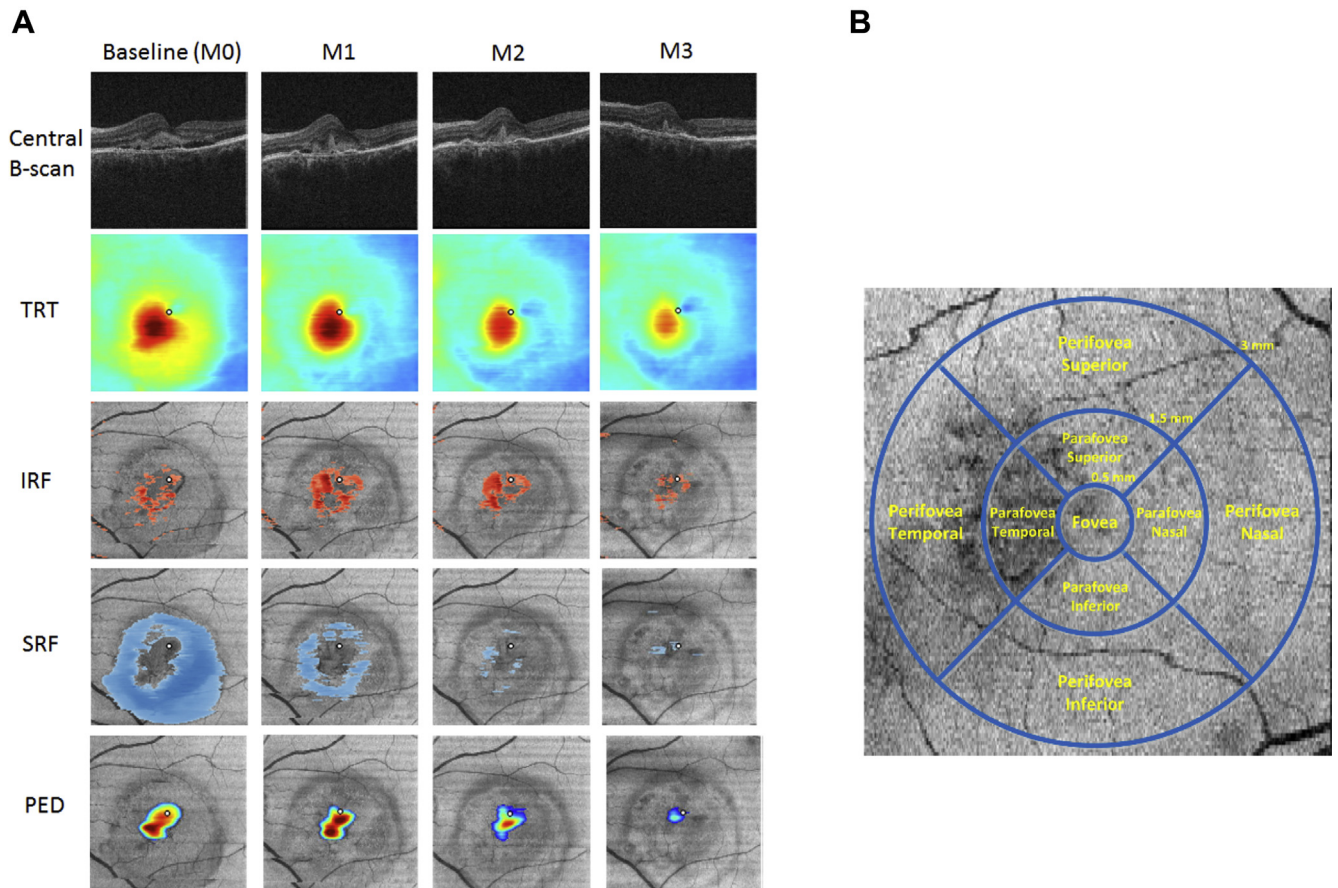 A
B
Baseline (M0)
M1
M2
M3
Central
B-scan
TRT
IRF
SRF
PED
Perifovea
Superior
3 mm
1.5 mm
Parafovea
Superior
0.5 mm
Perifovea
Temporal
Parafovea
Temporal
Fovea
Parafovea
Nasal
Perifovea
Nasal
Parafovea
Inferior
Perifovea
Inferior